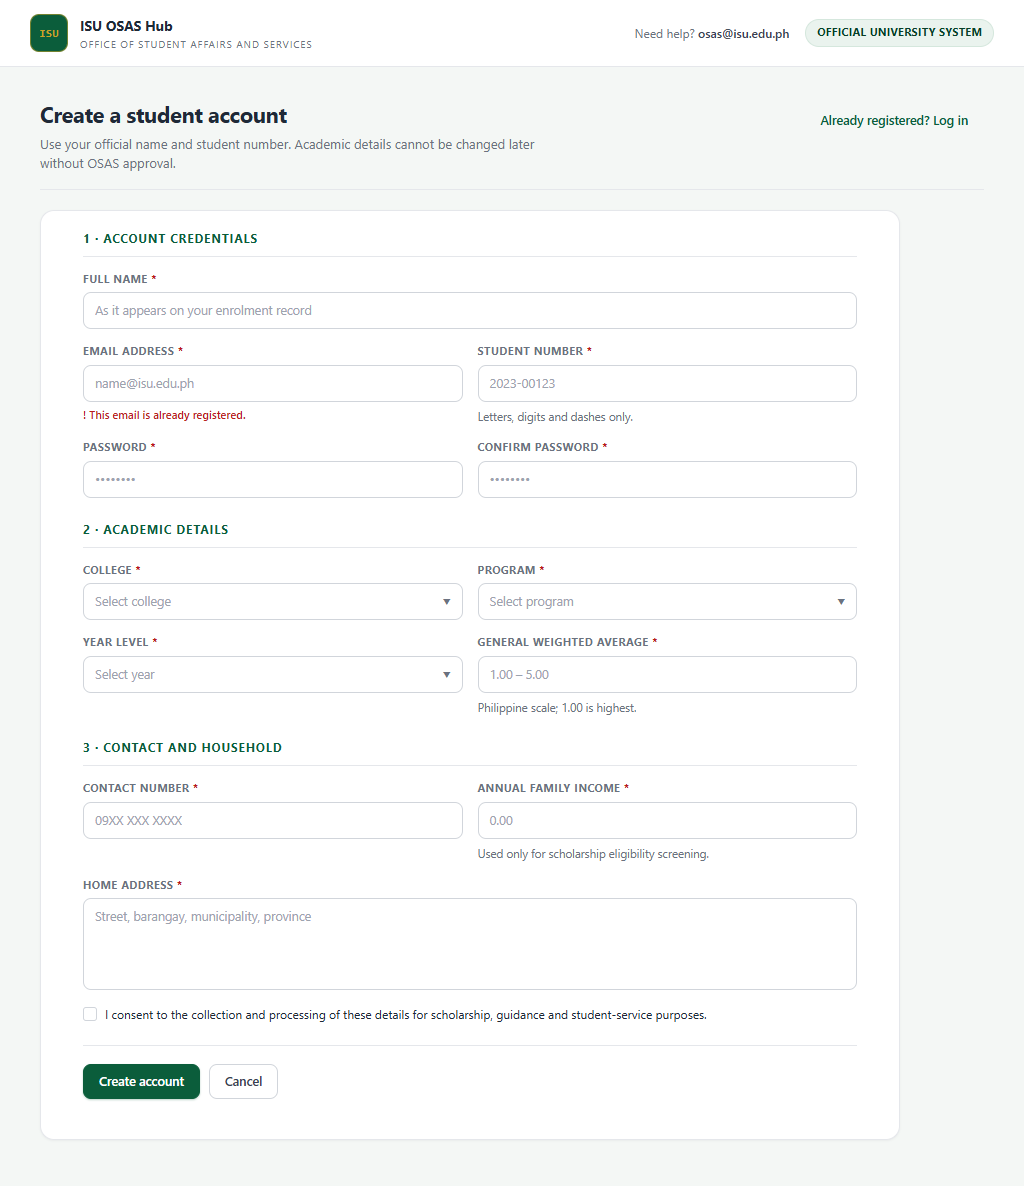 ISU
ISU OSAS Hub
OFFICE OF STUDENT AFFAIRS AND SERVICES
Need help? osas@isu.edu.ph
OFFICIAL UNIVERSITY SYSTEM
Create a student account
Use your official name and student number. Academic details cannot be changed later
without OSAS approval.
Already registered? Log in
1 · ACCOUNT CREDENTIALS
FULL NAME *
As it appears on your enrolment record
EMAIL ADDRESS *
name@isu.edu.ph
! This email is already registered.
STUDENT NUMBER *
2023-00123
Letters, digits and dashes only.
PASSWORD *
••••••••
CONFIRM PASSWORD *
••••••••
2 · ACADEMIC DETAILS
COLLEGE *
Select college
PROGRAM *
Select program
YEAR LEVEL *
Select year
GENERAL WEIGHTED AVERAGE *
1.00 – 5.00
Philippine scale; 1.00 is highest.
3 · CONTACT AND HOUSEHOLD
CONTACT NUMBER *
09XX XXX XXXX
ANNUAL FAMILY INCOME *
0.00
Used only for scholarship eligibility screening.
HOME ADDRESS *
Street, barangay, municipality, province
I consent to the collection and processing of these details for scholarship, guidance and student-service purposes.
Create account
Cancel